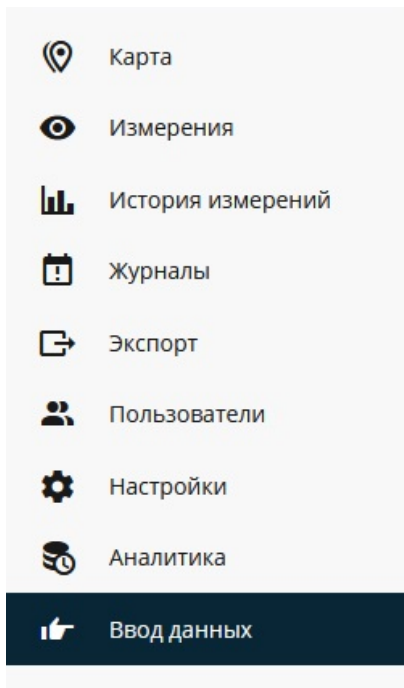 Карта
Измерения
История измерений
Журналы
Экспорт
Пользователи
Настройки
Аналитика
Ввод данных